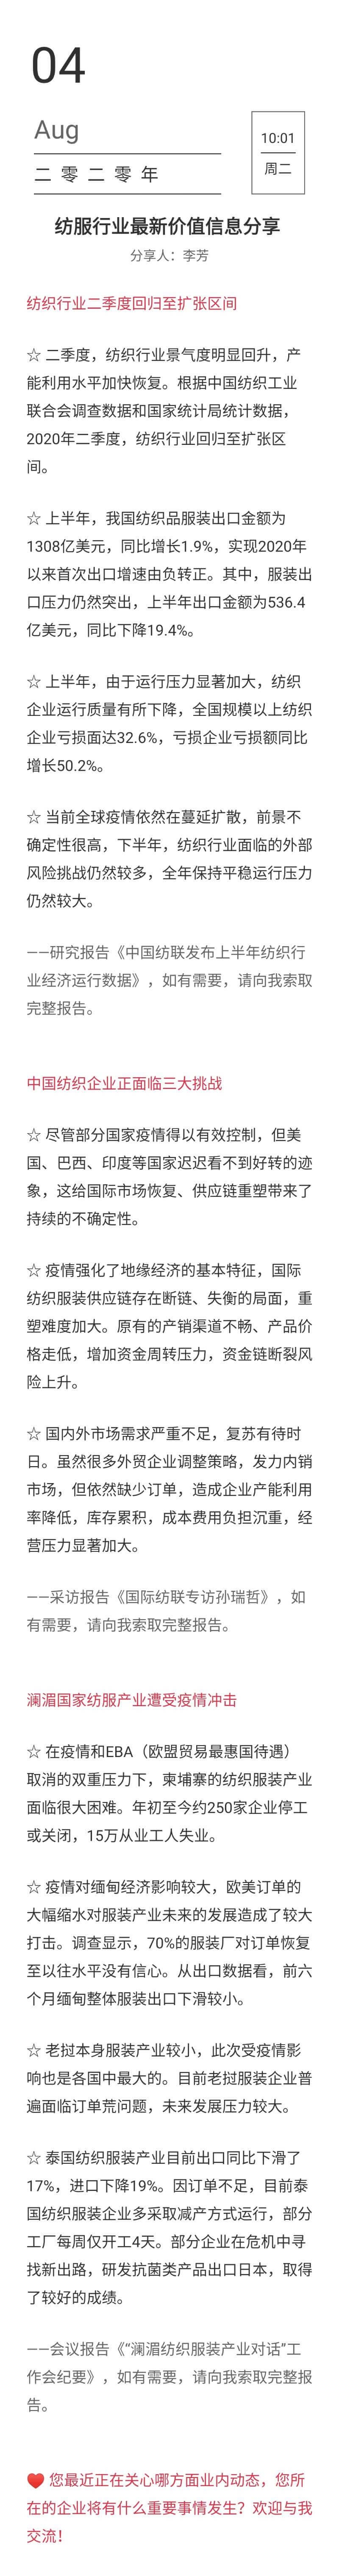 04
Aug
二零二零年
10:01
周二
纺服行业最新价值信息分享
分享人：李芳
纺织行业二季度回归至扩张区间
☆ 二季度，纺织行业景气度明显回升，产
能利用水平加快恢复。根据中国纺织工业
联合会调查数据和国家统计局统计数据，
2020年二季度，纺织行业回归至扩张区
间。
☆ 上半年，我国纺织品服装出口金额为
1308亿美元，同比增长1.9%，实现2020年
以来首次出口增速由负转正。其中，服装出
口压力仍然突出，上半年出口金额为536.4
亿美元，同比下降19.4%。
☆ 上半年，由于运行压力显著加大，纺织
企业运行质量有所下降，全国规模以上纺织
企业亏损面达32.6%，亏损企业亏损额同比
增长50.2%。
☆ 当前全球疫情依然在蔓延扩散，前景不
确定性很高，下半年，纺织行业面临的外部
风险挑战仍然较多，全年保持平稳运行压力
仍然较大。
——研究报告《中国纺联发布上半年纺织行
业经济运行数据》，如有需要，请向我索取
完整报告。
中国纺织企业正面临三大挑战
☆ 尽管部分国家疫情得以有效控制，但美
国、巴西、印度等国家迟迟看不到好转的迹
象，这给国际市场恢复、供应链重塑带来了
持续的不确定性。
☆ 疫情强化了地缘经济的基本特征，国际
纺织服装供应链存在断链、失衡的局面，重
塑难度加大。原有的产销渠道不畅、产品价
格走低，增加资金周转压力，资金链断裂风
险上升。
☆ 国内外市场需求严重不足，复苏有待时
日。虽然很多外贸企业调整策略，发力内销
市场，但依然缺少订单，造成企业产能利用
率降低，库存累积，成本费用负担沉重，经
营压力显著加大。
——采访报告《国际纺联专访孙瑞哲》，如
有需要，请向我索取完整报告。
澜湄国家纺服产业遭受疫情冲击
☆ 在疫情和EBA（欧盟贸易最惠国待遇）
取消的双重压力下，柬埔寨的纺织服装产业
面临很大困难。年初至今约250家企业停工
或关闭，15万从业工人失业。
☆ 疫情对缅甸经济影响较大，欧美订单的
大幅缩水对服装产业未来的发展造成了较大
打击。调查显示，70%的服装厂对订单恢复
至以往水平没有信心。从出口数据看，前六
个月缅甸整体服装出口下滑较小。
☆ 老挝本身服装产业较小，此次受疫情影
响也是各国中最大的。目前老挝服装企业普
遍面临订单荒问题，未来发展压力较大。
☆ 泰国纺织服装产业目前出口同比下滑了
17%，进口下降19%。因订单不足，目前泰
国纺织服装企业多采取减产方式运行，部分
工厂每周仅开工4天。部分企业在危机中寻
找新出路，研发抗菌类产品出口日本，取得
了较好的成绩。
——会议报告《“澜湄纺织服装产业对话”工
作会纪要》，如有需要，请向我索取完整报
告。
♥ 您最近正在关心哪方面业内动态，您所
在的企业将有什么重要事情发生？欢迎与我
交流！